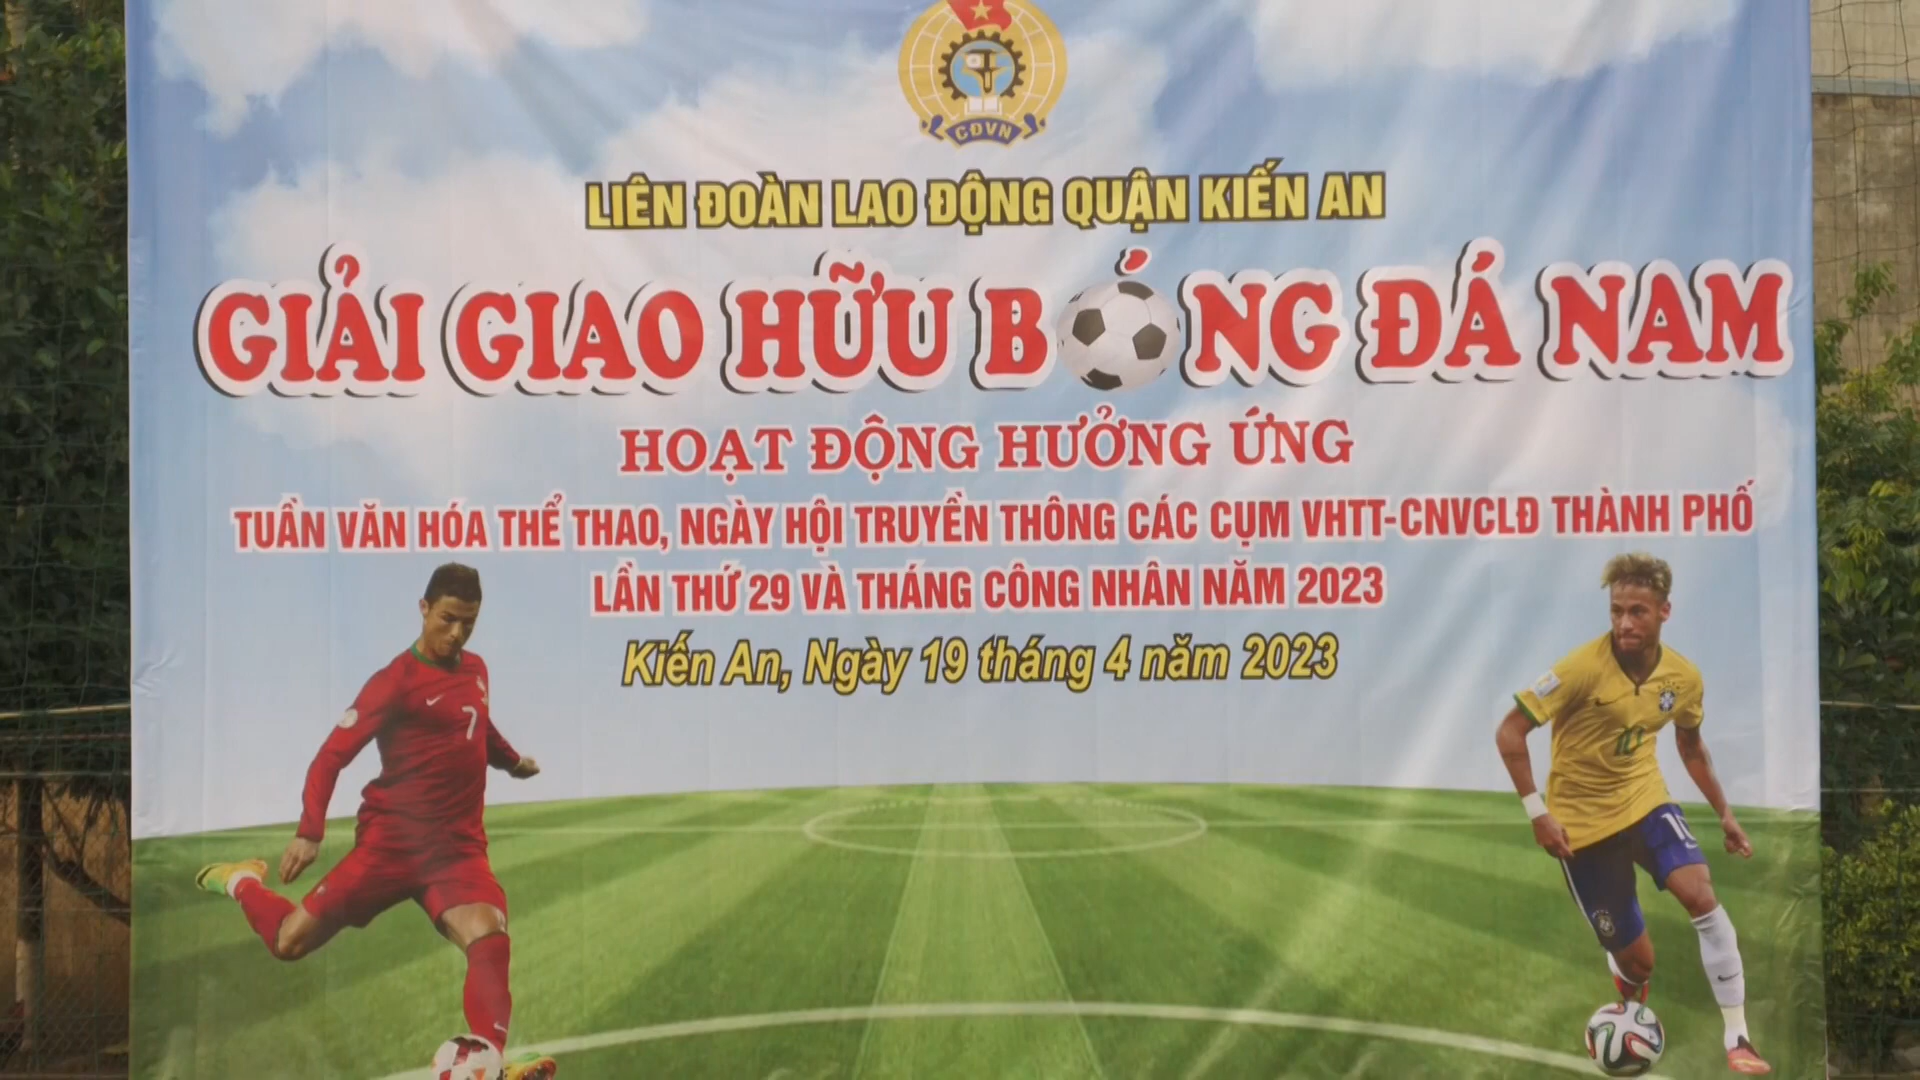 CĐVN
LIÊN ĐOÀN LAO ĐỘNG QUẬN KIẾN AN
GIẢI GIAO HỮU BÓNG ĐÁ NAM
HOẠT ĐỘNG HƯỞNG ỨNG
TUẦN VĂN HÓA THỂ THAO, NGÀY HỘI TRUYỀN THÔNG CÁC CỤM VHTT-CNVCLĐ THÀNH PHỐ
LẦN THỨ 29 VÀ THÁNG CÔNG NHÂN NĂM 2023
Kiến An, Ngày 19 tháng 4 năm 2023
7
10
10